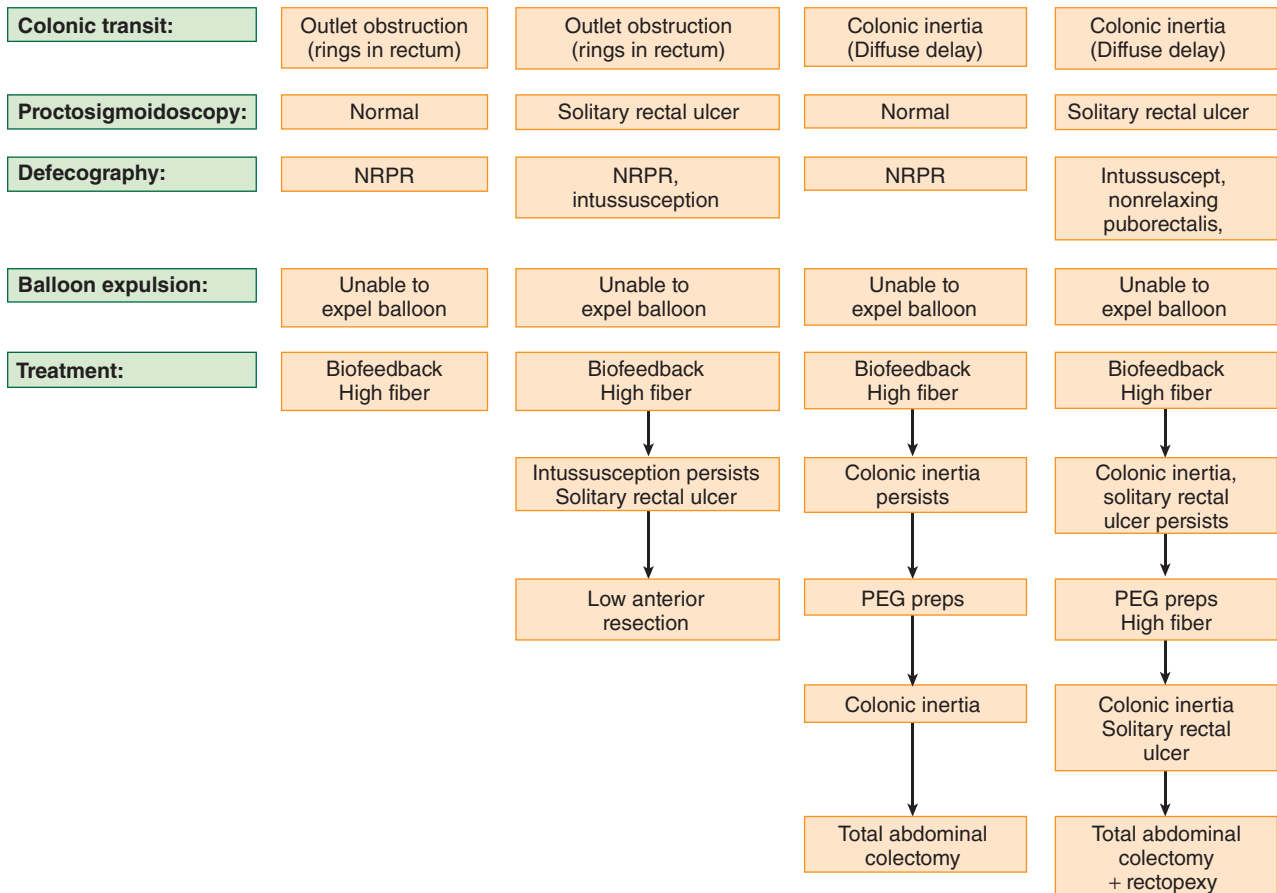 Colonic transit:
Outlet obstruction
(rings in rectum)
Outlet obstruction
(rings in rectum)
Colonic inertia
(Diffuse delay)
Colonic inertia
(Diffuse delay)
Proctosigmoidoscopy:
Normal
Solitary rectal ulcer
Normal
Solitary rectal ulcer
Defecography:
NRPR
NRPR,
intussusception
NRPR
Intussuscept,
nonrelaxing
puborectalis,
Balloon expulsion:
Unable to
expel balloon
Unable to
expel balloon
Unable to
expel balloon
Unable to
expel balloon
Treatment:
Biofeedback
High fiber
Biofeedback
High fiber
Biofeedback
High fiber
Biofeedback
High fiber
Intussusception persists
Solitary rectal ulcer
Colonic inertia
persists
Colonic inertia,
solitary rectal
ulcer persists
Low anterior
resection
PEG preps
PEG preps
High fiber
Colonic inertia
Colonic inertia
Solitary rectal
ulcer
Total abdominal
colectomy
Total abdominal
colectomy
+ rectopexy